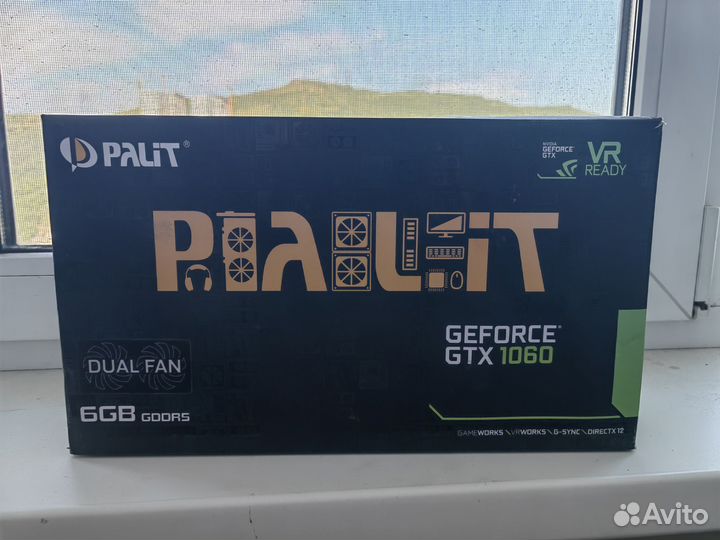 PALiT®
NVIDIA
GEFORCE
GTX
VR
READY
PALiT
GEFORCE®
GTX 1060
DUAL FAN
6GB GDDR5
GAMEWORKS \ VRWORKS \ G-SYNC \ DIRECTX 12
Avito